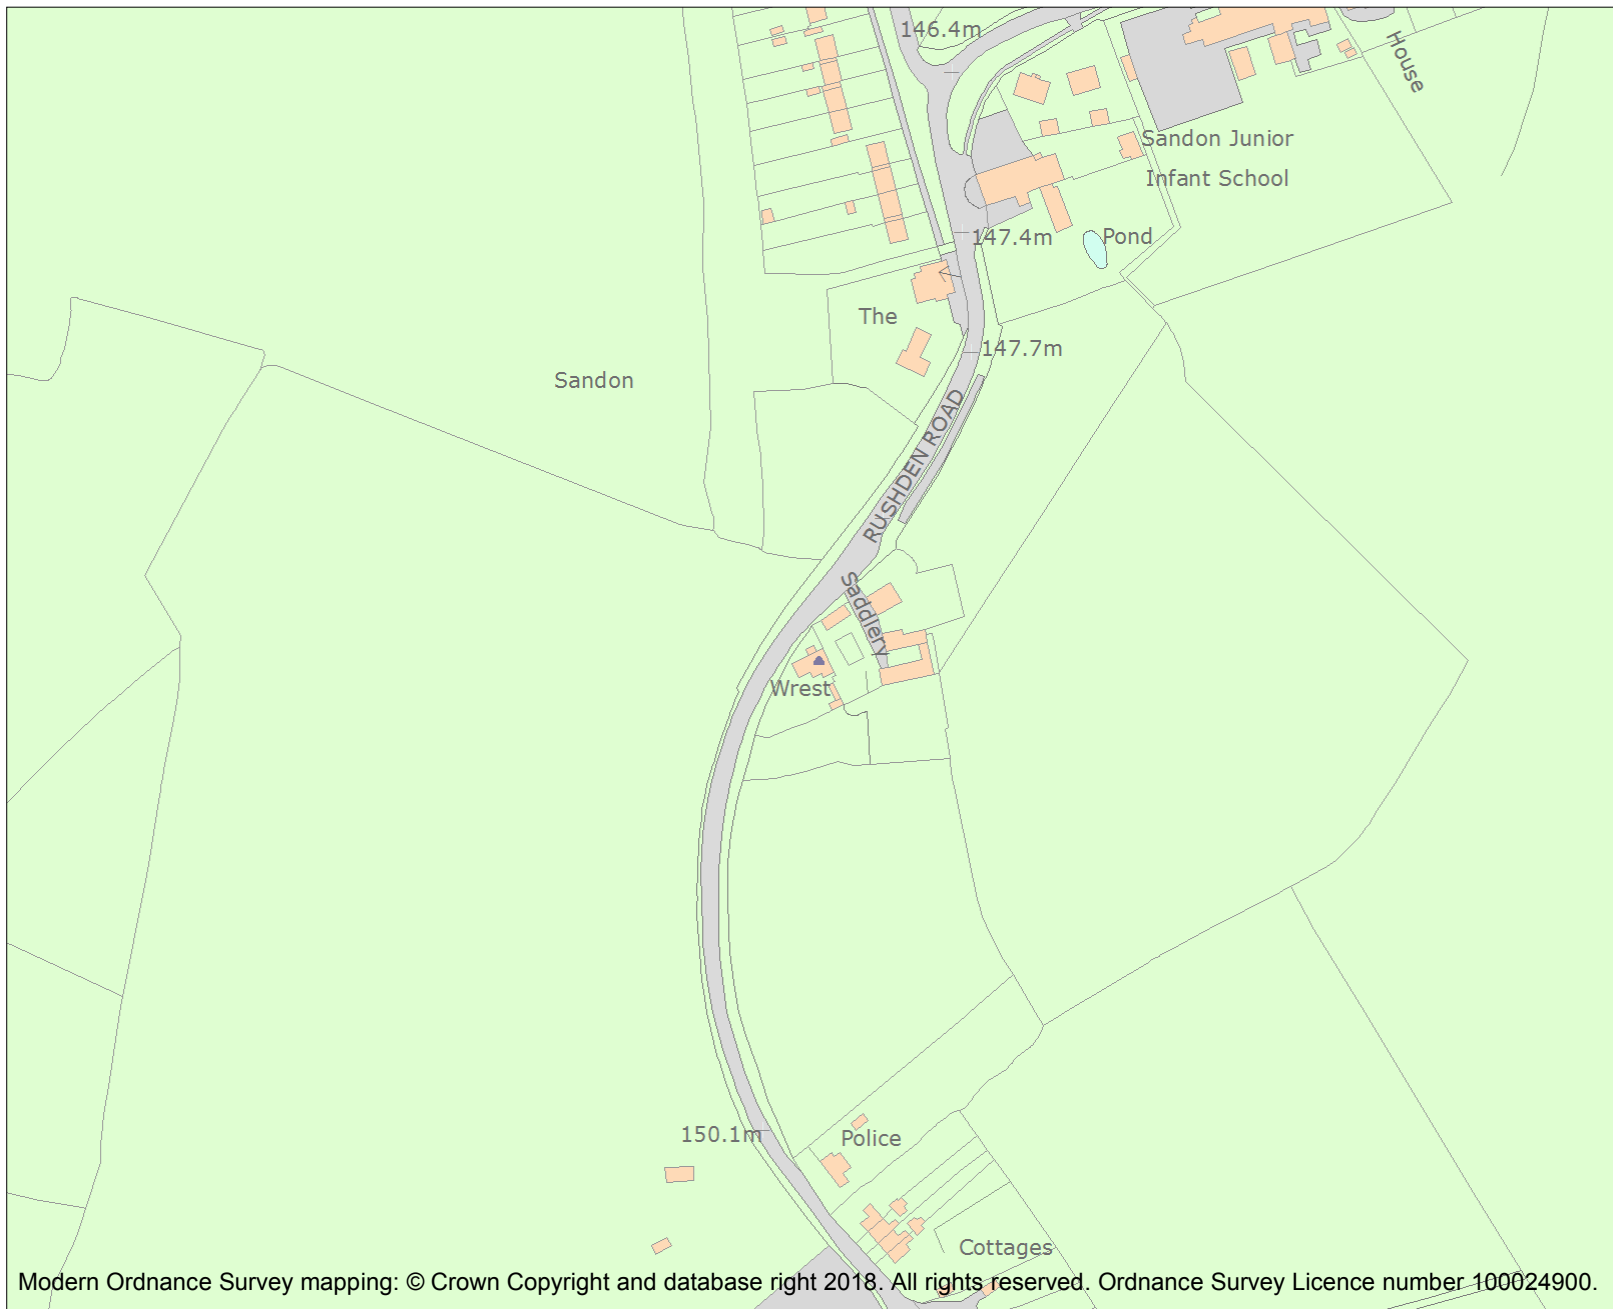 146.4m
House
Sandon Junior
Infant School
147.4m
Pond
The
147.7m
Sandon
RUSHDEN ROAD
Saddlery
Wrest
150.1m
Police
Cottages
Modern Ordnance Survey mapping: © Crown Copyright and database right 2018. All rights reserved. Ordnance Survey Licence number 100024900.